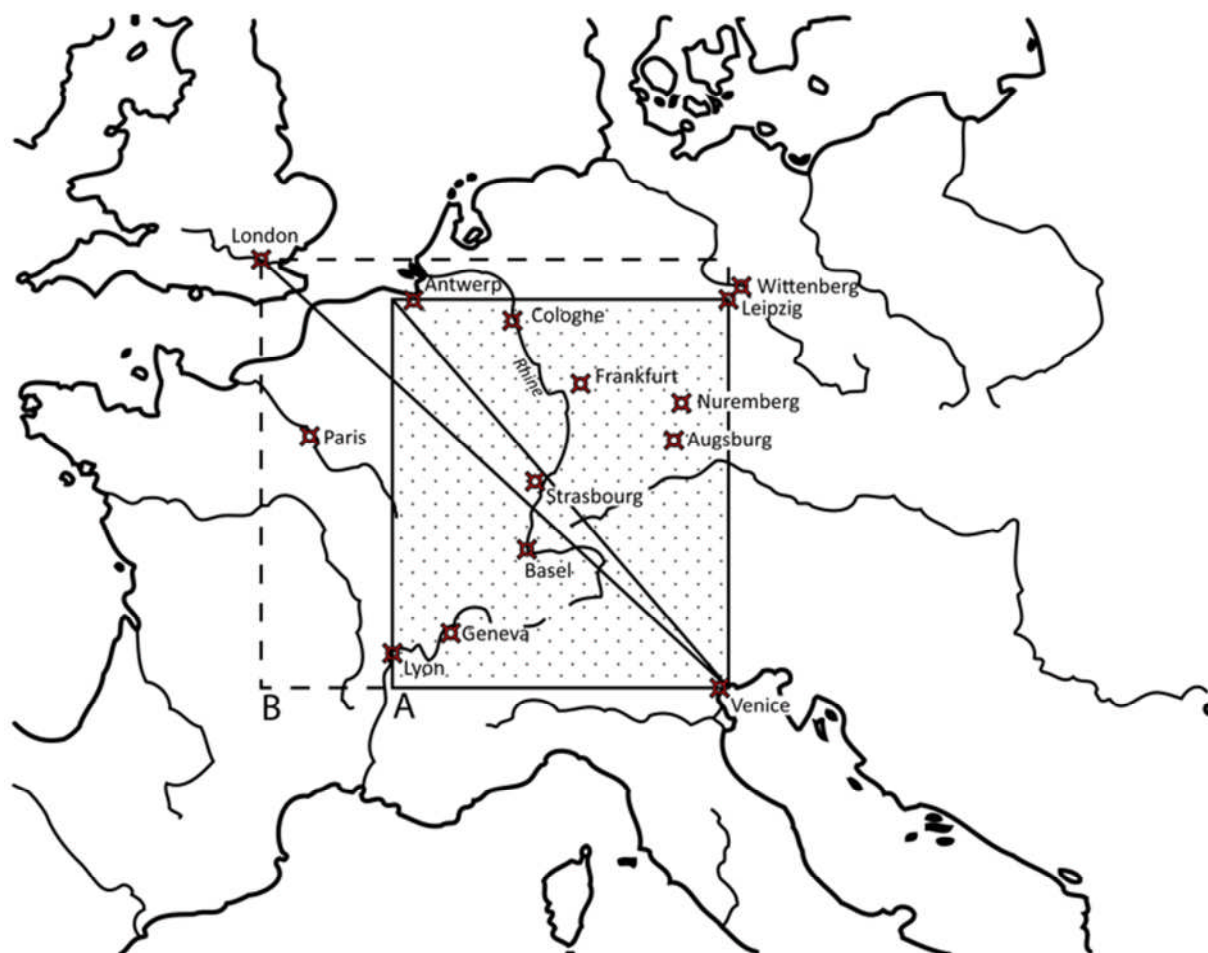 London
Antwerp
Wittenberg
Leipzig
Cologne
Rhine
Frankfurt
Nuremberg
Paris
Augsburg
Strasbourg
Basel
Geneva
Lyon
B
A
Venice